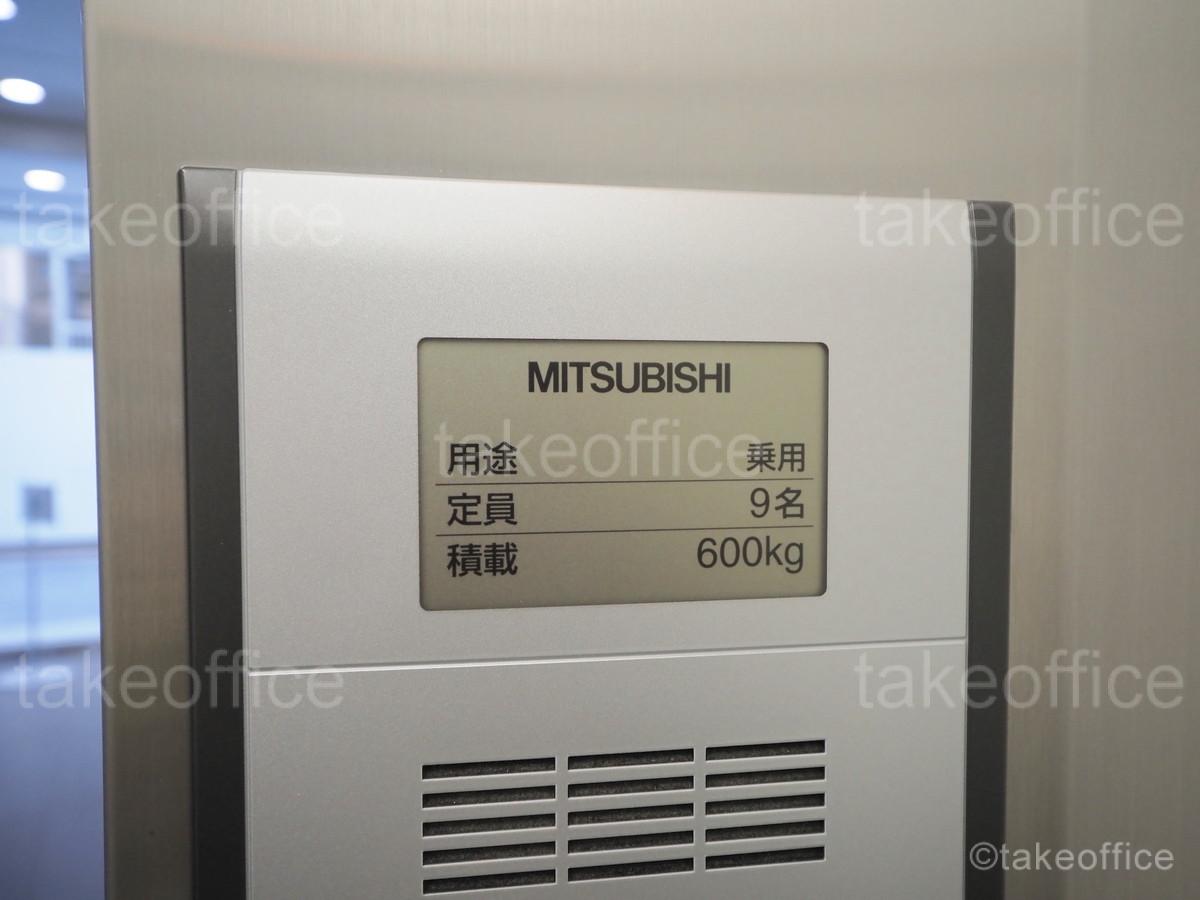 takeoffice takeoffice
MITSUBISHI
takeoffice
用途 乗用
定員 9名
積載 600kg
takeoffice takeoffice
©takeoffice